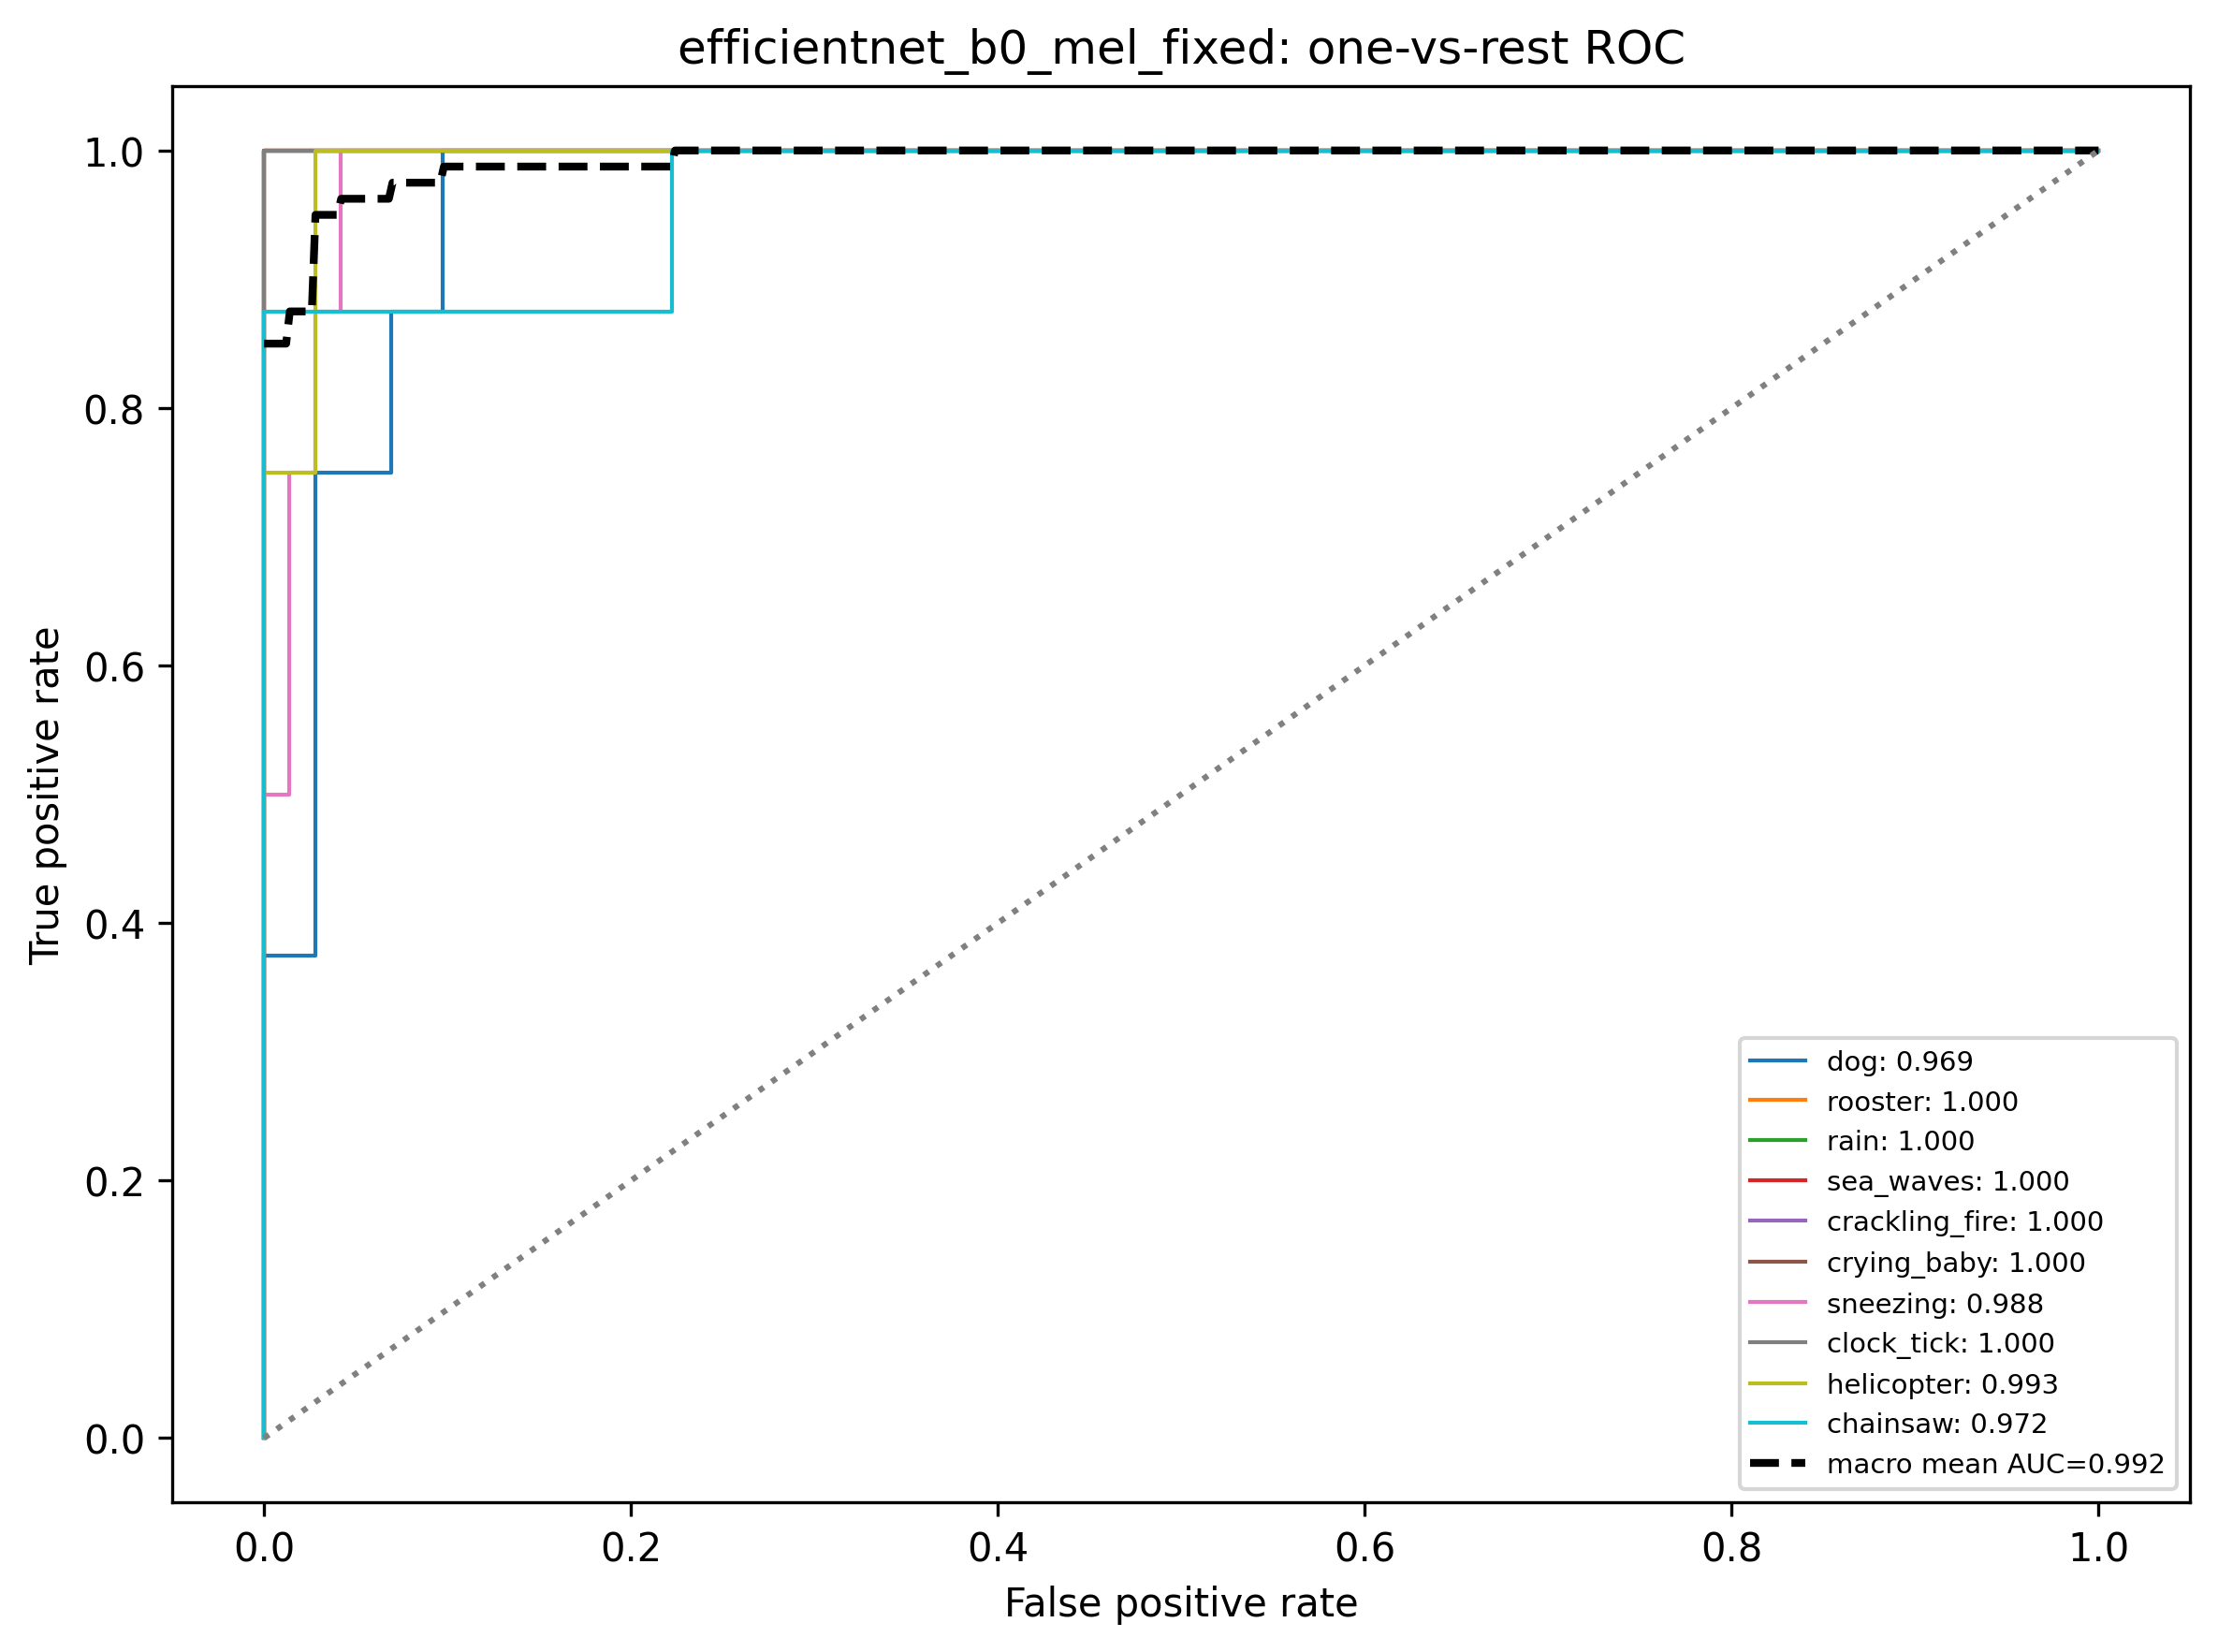 efficientnet_b0_mel_fixed: one-vs-rest ROC
True positive rate
1.0
0.8
0.6
0.4
0.2
0.0
0.0 0.2 0.4 0.6 0.8 1.0
False positive rate
dog: 0.969
rooster: 1.000
rain: 1.000
sea_waves: 1.000
crackling_fire: 1.000
crying_baby: 1.000
sneezing: 0.988
clock_tick: 1.000
helicopter: 0.993
chainsaw: 0.972
macro mean AUC=0.992